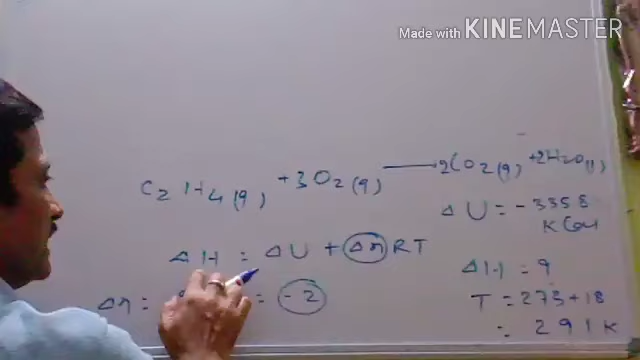 Made with KINEMASTER
C2H4(g) + 3O2(g) → 2CO2(g) + 2H2O(l)
ΔU = -335.8
K Cal
ΔH = ΔU + Δn RT
ΔH = ?
Δn = = -2
T = 273+18
= 291 K